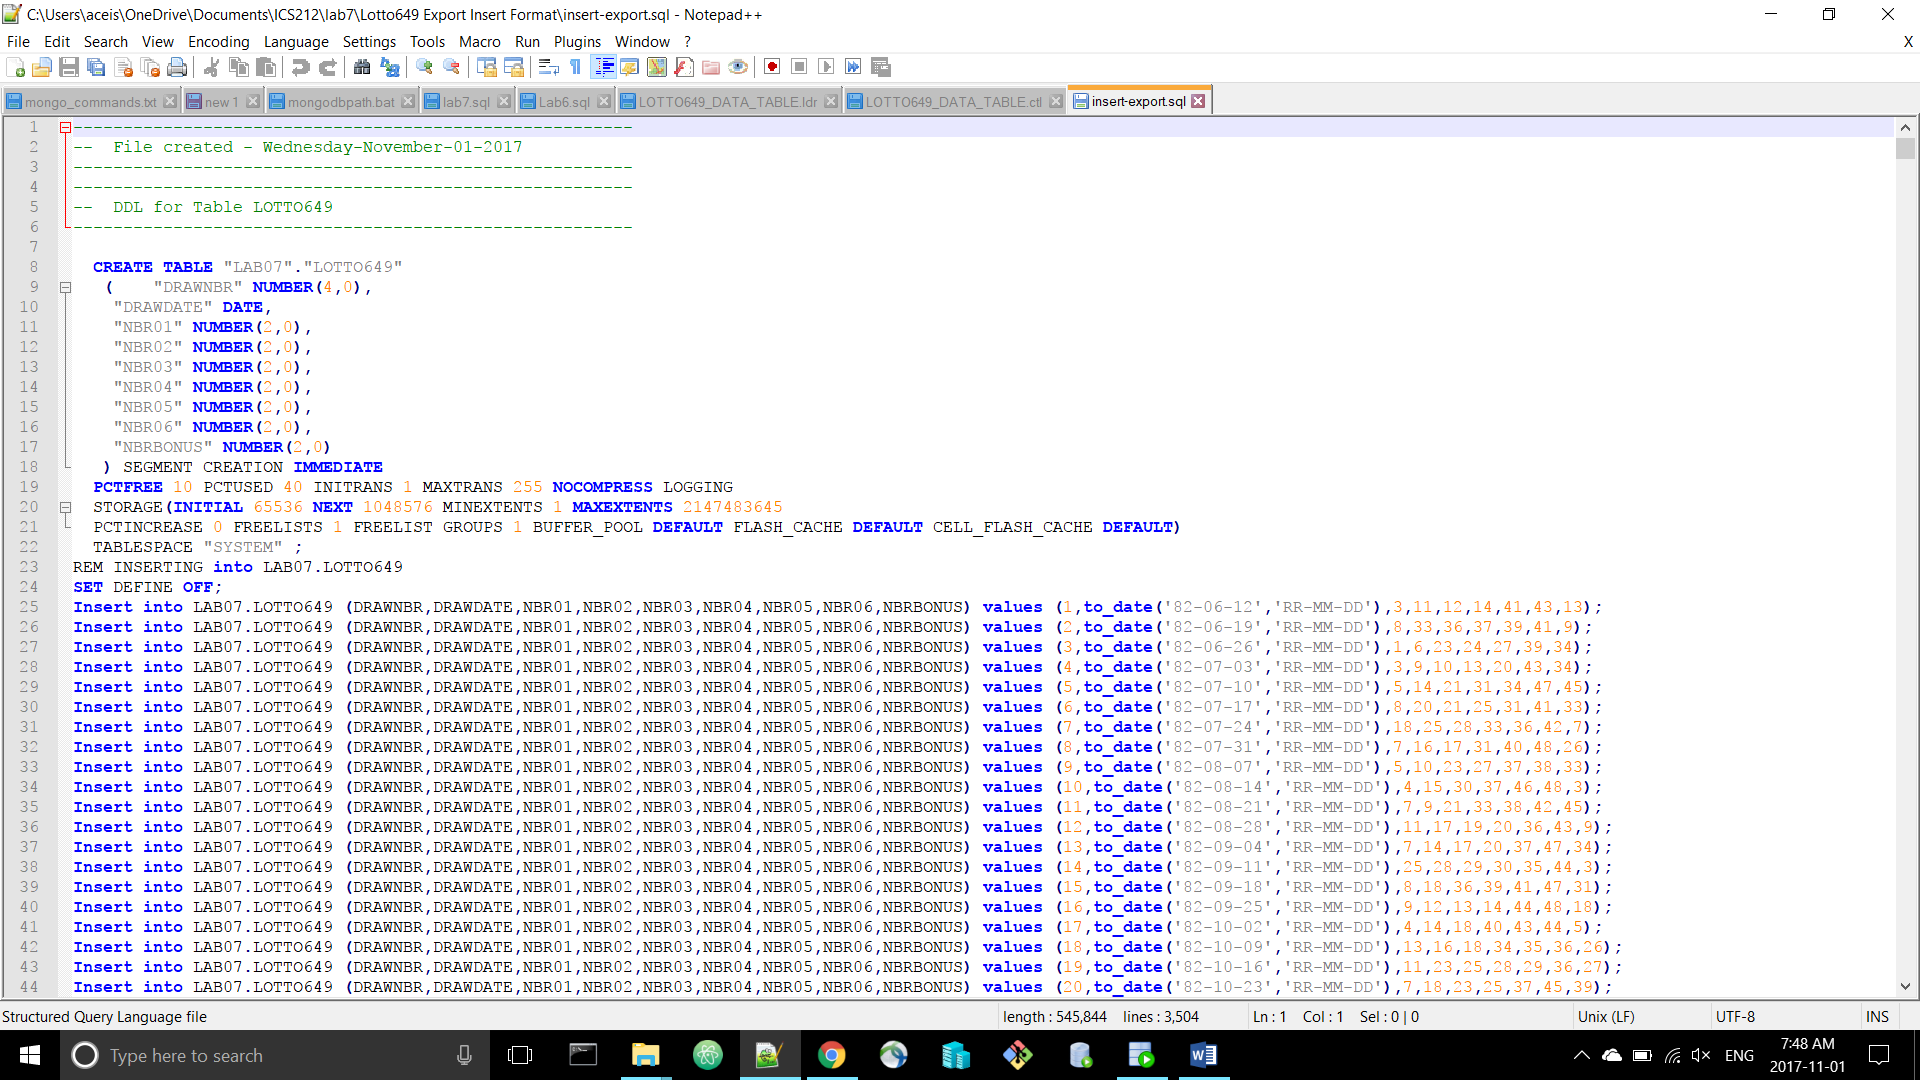 C:\Users\aceis\OneDrive\Documents\ICS212\lab7\Lotto649 Export Insert Format\insert-export.sql - Notepad++
File Edit Search View Encoding Language Settings Tools Macro Run Plugins Window ? X
mongo_commands.txt new 1 mongodbpath.bat lab7.sql Lab6.sql LOTTO649_DATA_TABLE.ldr LOTTO649_DATA_TABLE.ctl insert-export.sql
1 --------------------------------------------------------
2 --  File created - Wednesday-November-01-2017
3 --------------------------------------------------------
4 --------------------------------------------------------
5 --  DDL for Table LOTTO649
6 --------------------------------------------------------
7
8 CREATE TABLE "LAB07"."LOTTO649"
9 ( "DRAWNBR" NUMBER(4,0),
10 "DRAWDATE" DATE,
11 "NBR01" NUMBER(2,0),
12 "NBR02" NUMBER(2,0),
13 "NBR03" NUMBER(2,0),
14 "NBR04" NUMBER(2,0),
15 "NBR05" NUMBER(2,0),
16 "NBR06" NUMBER(2,0),
17 "NBRBONUS" NUMBER(2,0)
18 ) SEGMENT CREATION IMMEDIATE
19 PCTFREE 10 PCTUSED 40 INITRANS 1 MAXTRANS 255 NOCOMPRESS LOGGING
20 STORAGE(INITIAL 65536 NEXT 1048576 MINEXTENTS 1 MAXEXTENTS 2147483645
21 PCTINCREASE 0 FREELISTS 1 FREELIST GROUPS 1 BUFFER_POOL DEFAULT FLASH_CACHE DEFAULT CELL_FLASH_CACHE DEFAULT)
22 TABLESPACE "SYSTEM" ;
23 REM INSERTING into LAB07.LOTTO649
24 SET DEFINE OFF;
25 Insert into LAB07.LOTTO649 (DRAWNBR,DRAWDATE,NBR01,NBR02,NBR03,NBR04,NBR05,NBR06,NBRBONUS) values (1,to_date('82-06-12','RR-MM-DD'),3,11,12,14,41,43,13);
26 Insert into LAB07.LOTTO649 (DRAWNBR,DRAWDATE,NBR01,NBR02,NBR03,NBR04,NBR05,NBR06,NBRBONUS) values (2,to_date('82-06-19','RR-MM-DD'),8,33,36,37,39,41,9);
27 Insert into LAB07.LOTTO649 (DRAWNBR,DRAWDATE,NBR01,NBR02,NBR03,NBR04,NBR05,NBR06,NBRBONUS) values (3,to_date('82-06-26','RR-MM-DD'),1,6,23,24,27,39,34);
28 Insert into LAB07.LOTTO649 (DRAWNBR,DRAWDATE,NBR01,NBR02,NBR03,NBR04,NBR05,NBR06,NBRBONUS) values (4,to_date('82-07-03','RR-MM-DD'),3,9,10,13,20,43,34);
29 Insert into LAB07.LOTTO649 (DRAWNBR,DRAWDATE,NBR01,NBR02,NBR03,NBR04,NBR05,NBR06,NBRBONUS) values (5,to_date('82-07-10','RR-MM-DD'),5,14,21,31,34,47,45);
30 Insert into LAB07.LOTTO649 (DRAWNBR,DRAWDATE,NBR01,NBR02,NBR03,NBR04,NBR05,NBR06,NBRBONUS) values (6,to_date('82-07-17','RR-MM-DD'),8,20,21,25,31,41,33);
31 Insert into LAB07.LOTTO649 (DRAWNBR,DRAWDATE,NBR01,NBR02,NBR03,NBR04,NBR05,NBR06,NBRBONUS) values (7,to_date('82-07-24','RR-MM-DD'),18,25,28,33,36,42,7);
32 Insert into LAB07.LOTTO649 (DRAWNBR,DRAWDATE,NBR01,NBR02,NBR03,NBR04,NBR05,NBR06,NBRBONUS) values (8,to_date('82-07-31','RR-MM-DD'),7,16,17,31,40,48,26);
33 Insert into LAB07.LOTTO649 (DRAWNBR,DRAWDATE,NBR01,NBR02,NBR03,NBR04,NBR05,NBR06,NBRBONUS) values (9,to_date('82-08-07','RR-MM-DD'),5,10,23,27,37,38,33);
34 Insert into LAB07.LOTTO649 (DRAWNBR,DRAWDATE,NBR01,NBR02,NBR03,NBR04,NBR05,NBR06,NBRBONUS) values (10,to_date('82-08-14','RR-MM-DD'),4,15,30,37,46,48,3);
35 Insert into LAB07.LOTTO649 (DRAWNBR,DRAWDATE,NBR01,NBR02,NBR03,NBR04,NBR05,NBR06,NBRBONUS) values (11,to_date('82-08-21','RR-MM-DD'),7,9,21,33,38,42,45);
36 Insert into LAB07.LOTTO649 (DRAWNBR,DRAWDATE,NBR01,NBR02,NBR03,NBR04,NBR05,NBR06,NBRBONUS) values (12,to_date('82-08-28','RR-MM-DD'),11,17,19,20,36,43,9);
37 Insert into LAB07.LOTTO649 (DRAWNBR,DRAWDATE,NBR01,NBR02,NBR03,NBR04,NBR05,NBR06,NBRBONUS) values (13,to_date('82-09-04','RR-MM-DD'),7,14,17,20,37,47,34);
38 Insert into LAB07.LOTTO649 (DRAWNBR,DRAWDATE,NBR01,NBR02,NBR03,NBR04,NBR05,NBR06,NBRBONUS) values (14,to_date('82-09-11','RR-MM-DD'),25,28,29,30,35,44,3);
39 Insert into LAB07.LOTTO649 (DRAWNBR,DRAWDATE,NBR01,NBR02,NBR03,NBR04,NBR05,NBR06,NBRBONUS) values (15,to_date('82-09-18','RR-MM-DD'),8,18,36,39,41,47,31);
40 Insert into LAB07.LOTTO649 (DRAWNBR,DRAWDATE,NBR01,NBR02,NBR03,NBR04,NBR05,NBR06,NBRBONUS) values (16,to_date('82-09-25','RR-MM-DD'),9,12,13,14,44,48,18);
41 Insert into LAB07.LOTTO649 (DRAWNBR,DRAWDATE,NBR01,NBR02,NBR03,NBR04,NBR05,NBR06,NBRBONUS) values (17,to_date('82-10-02','RR-MM-DD'),4,14,18,40,43,44,5);
42 Insert into LAB07.LOTTO649 (DRAWNBR,DRAWDATE,NBR01,NBR02,NBR03,NBR04,NBR05,NBR06,NBRBONUS) values (18,to_date('82-10-09','RR-MM-DD'),13,16,18,34,35,36,26);
43 Insert into LAB07.LOTTO649 (DRAWNBR,DRAWDATE,NBR01,NBR02,NBR03,NBR04,NBR05,NBR06,NBRBONUS) values (19,to_date('82-10-16','RR-MM-DD'),11,23,25,28,29,36,27);
44 Insert into LAB07.LOTTO649 (DRAWNBR,DRAWDATE,NBR01,NBR02,NBR03,NBR04,NBR05,NBR06,NBRBONUS) values (20,to_date('82-10-23','RR-MM-DD'),7,18,23,25,37,45,39);
Structured Query Language file length : 545,844 lines : 3,504 Ln : 1 Col : 1 Sel : 0 | 0 Unix (LF) UTF-8 INS
Type here to search ENG 7:48 AM
2017-11-01